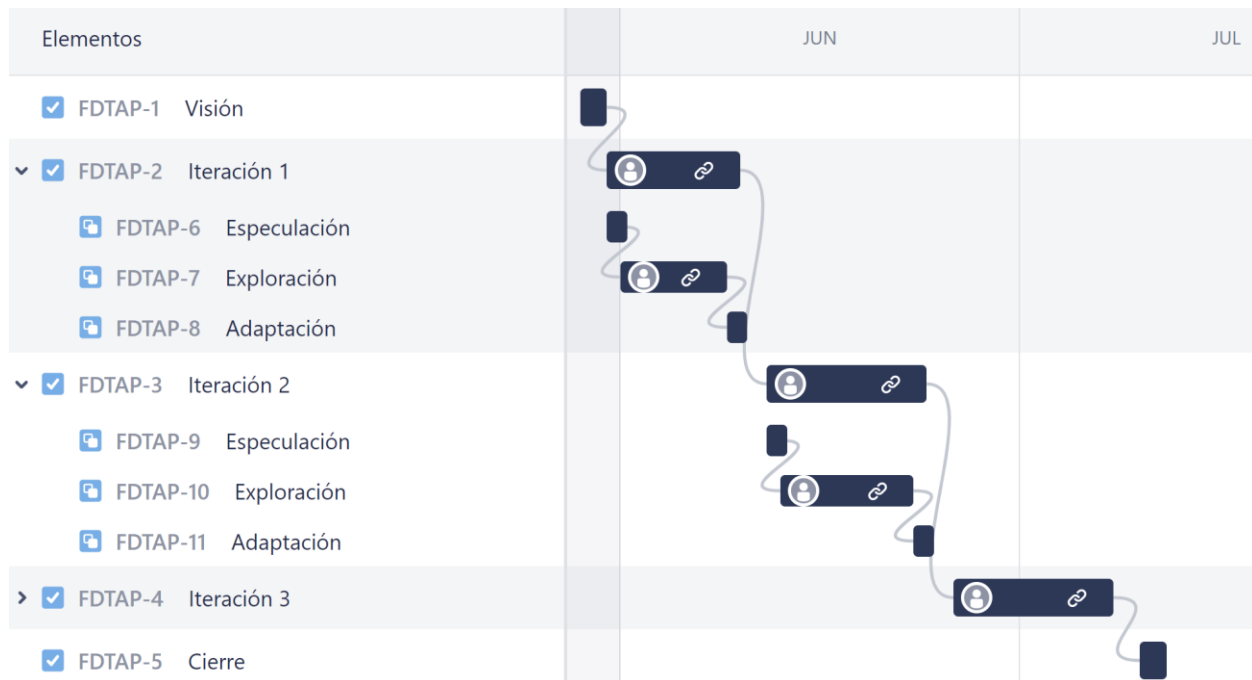 Elementos JUN JUL
FDTAP-1 Visión
FDTAP-2 Iteración 1
FDTAP-6 Especulación
FDTAP-7 Exploración
FDTAP-8 Adaptación
FDTAP-3 Iteración 2
FDTAP-9 Especulación
FDTAP-10 Exploración
FDTAP-11 Adaptación
FDTAP-4 Iteración 3
FDTAP-5 Cierre